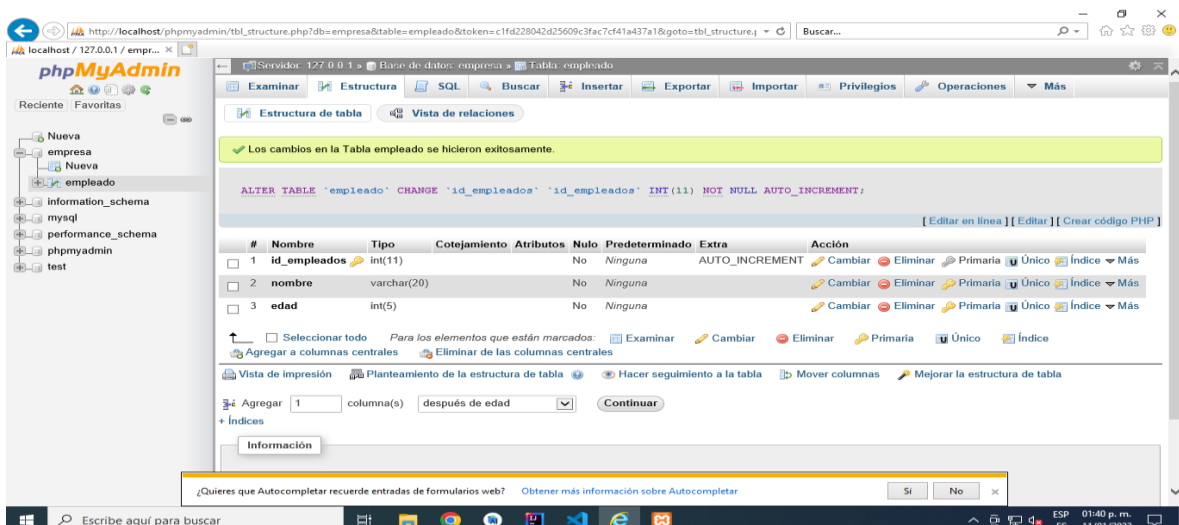 http://localhost/phpmyadmin/tbl_structure.php?db=empresa&table=empleado&token=c1fd228042d25609c3fac7cf41a437a1&goto=tbl_structure.p
Buscar...
localhost / 127.0.0.1 / empr...
phpMyAdmin
Reciente Favoritas
Nueva
empresa
Nueva
empleado
information_schema
mysql
performance_schema
phpmyadmin
test
Servidor: 127.0.0.1 » Base de datos: empresa » Tabla: empleado
Examinar Estructura SQL Buscar Insertar Exportar Importar Privilegios Operaciones Más
Estructura de tabla Vista de relaciones
Los cambios en la Tabla empleado se hicieron exitosamente.
ALTER TABLE `empleado` CHANGE `id_empleados` `id_empleados` INT(11) NOT NULL AUTO_INCREMENT;
[ Editar en línea ] [ Editar ] [ Crear código PHP ]
# Nombre Tipo Cotejamiento Atributos Nulo Predeterminado Extra Acción
1 id_empleados int(11) No Ninguna AUTO_INCREMENT Cambiar Eliminar Primaria Único Índice Más
2 nombre varchar(20) No Ninguna Cambiar Eliminar Primaria Único Índice Más
3 edad int(5) No Ninguna Cambiar Eliminar Primaria Único Índice Más
Seleccionar todo Para los elementos que están marcados: Examinar Cambiar Eliminar Primaria Único Índice
Agregar a columnas centrales Eliminar de las columnas centrales
Vista de impresión Planteamiento de la estructura de tabla Hacer seguimiento a la tabla Mover columnas Mejorar la estructura de tabla
Agregar 1 columna(s) después de edad Continuar
+ Índices
Información
¿Quieres que Autocompletar recuerde entradas de formularios web? Obtener más información sobre Autocompletar Sí No
Escribe aquí para buscar
ESP 01:40 p. m.